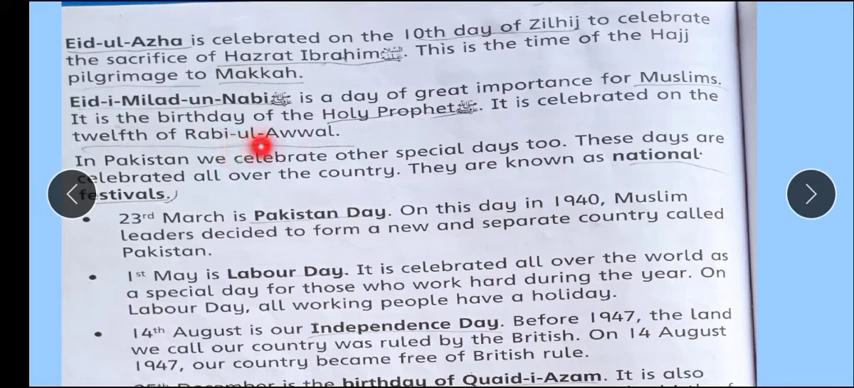 Eid-ul-Azha is celebrated on the 10th day of Zilhij to celebrate
the sacrifice of Hazrat Ibrahim. This is the time of the Hajj
pilgrimage to Makkah.
Eid-i-Milad-un-Nabiﷺ is a day of great importance for Muslims.
It is the birthday of the Holy Prophetﷺ. It is celebrated on the
twelfth of Rabi-ul-Awwal.
In Pakistan we celebrate other special days too. These days are
celebrated all over the country. They are known as national
festivals.
• 23rd March is Pakistan Day. On this day in 1940, Muslim
leaders decided to form a new and separate country called
Pakistan.
• 1st May is Labour Day. It is celebrated all over the world as
a special day for those who work hard during the year. On
Labour Day, all working people have a holiday.
• 14th August is our Independence Day. Before 1947, the land
we call our country was ruled by the British. On 14 August
1947, our country became free of British rule.
is the birthday of Quaid-i-Azam. It is also